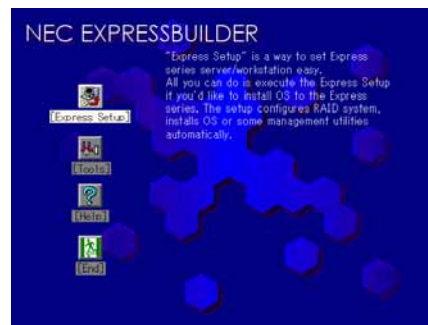 NEC EXPRESSBUILDER
"Express Setup" is a way to set Express
series server/workstation easy.
All you can do is execute the Express Setup
if you'd like to install OS to the Express
series. The setup configures RAID system,
installs OS or some management utilities
automatically.
[Express Setup]
[Tools]
[Help]
[End]